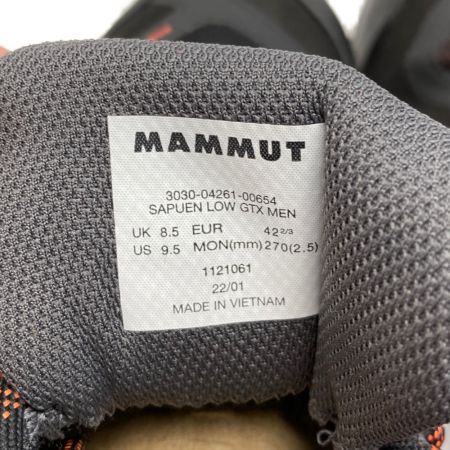 MAMMUT
3030-04261-00654
SAPUEN LOW GTX MEN
UK 8.5 EUR 42 2/3
US 9.5 MON(mm) 270(2.5)
1121061
22/01
MADE IN VIETNAM